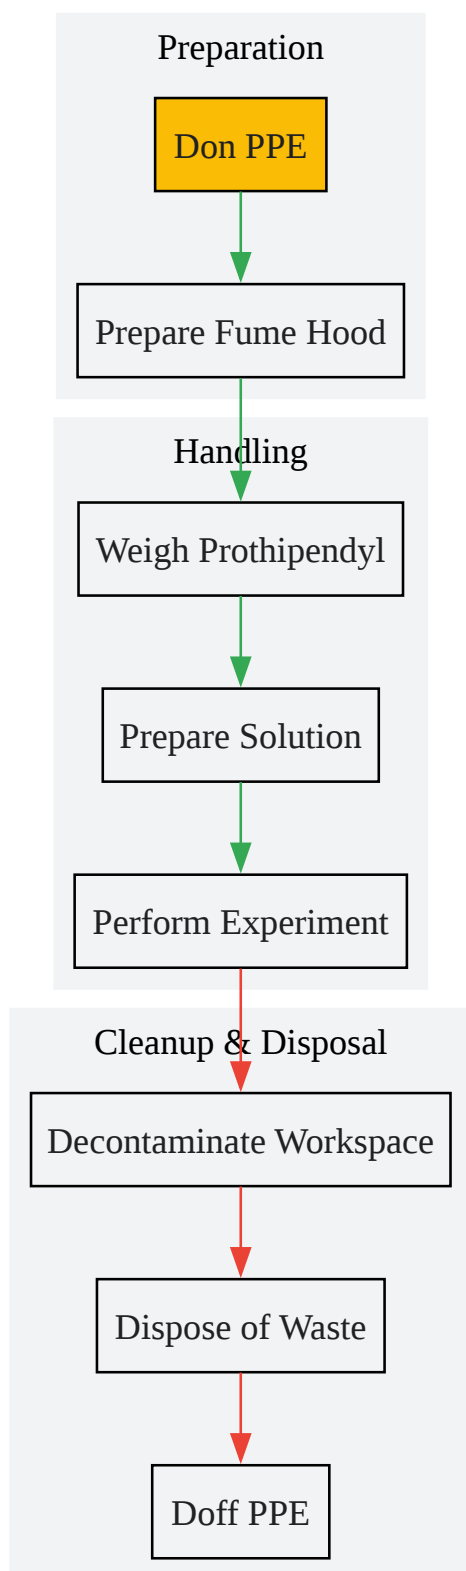 Preparation
Don PPE
Prepare Fume Hood
Handling
Weigh Prothipendyl
Prepare Solution
Perform Experiment
Cleanup & Disposal
Decontaminate Workspace
Dispose of Waste
Doff PPE